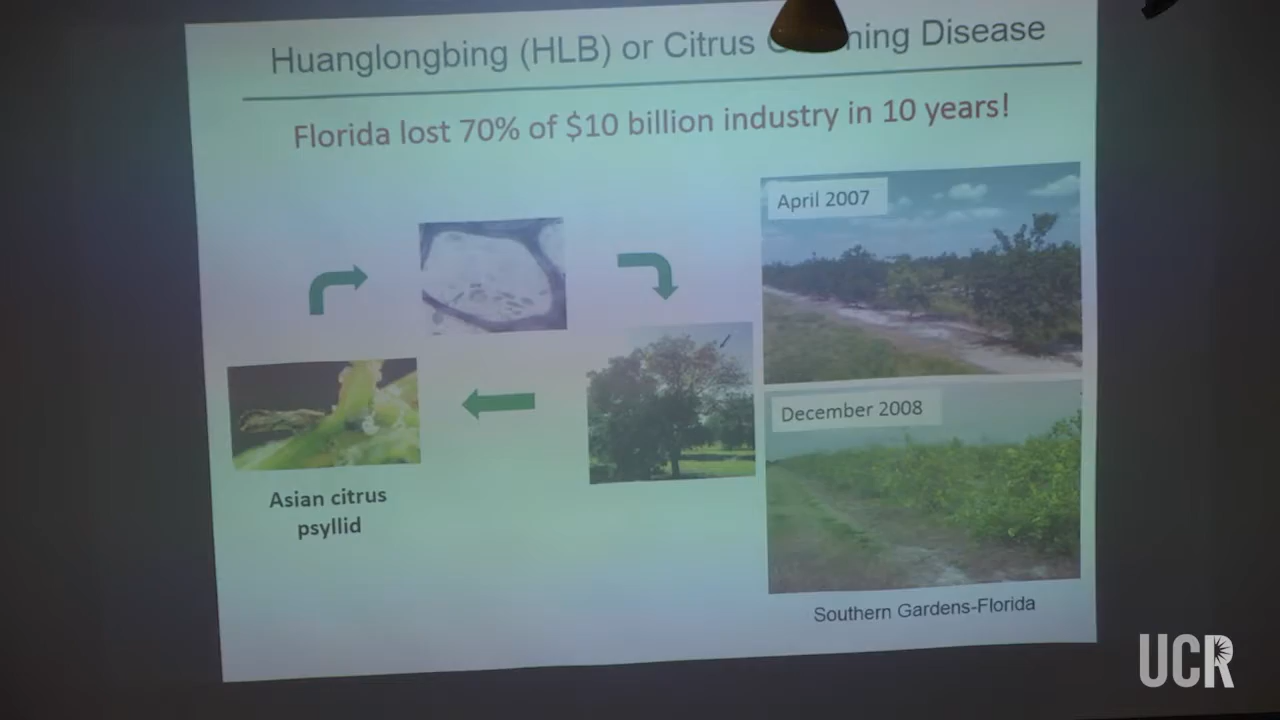 Huanglongbing (HLB) or Citrus ning Disease
Florida lost 70% of $10 billion industry in 10 years!
April 2007
December 2008
Asian citrus
psyllid
Southern Gardens-Florida
UCR